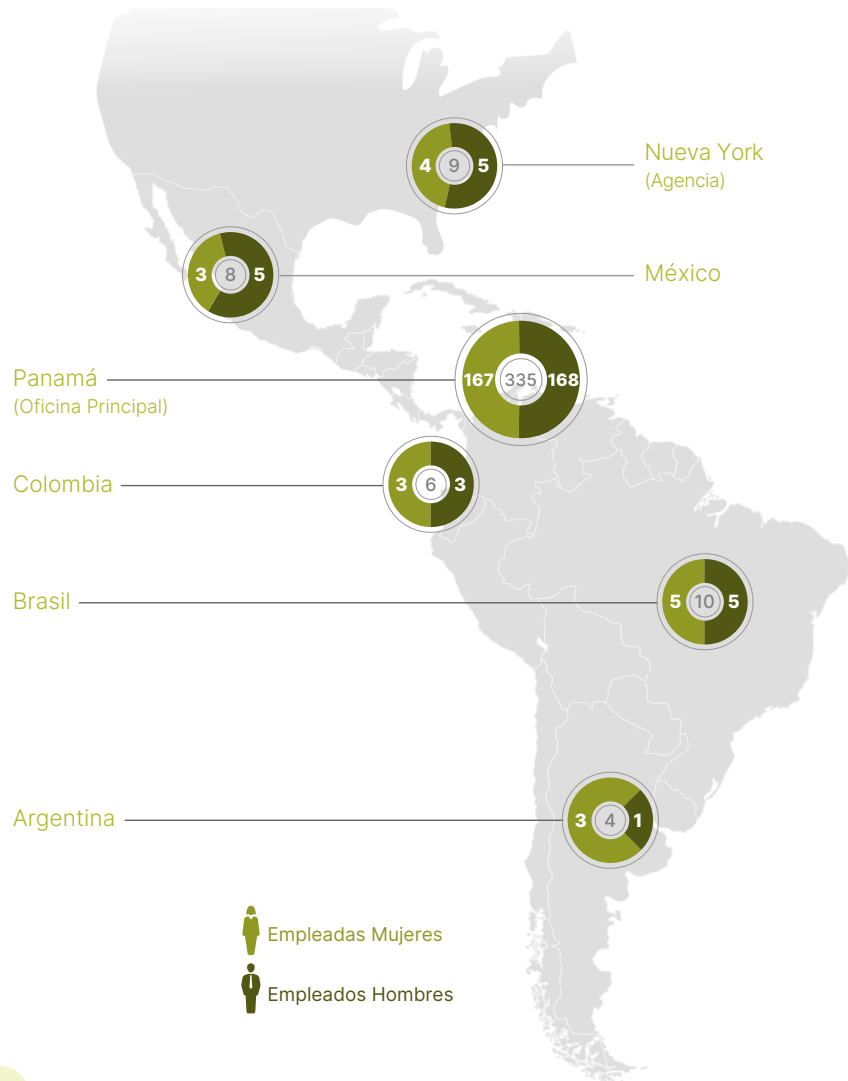 4 9 5
Nueva York
(Agencia)
3 8 5
México
Panamá
(Oficina Principal)
167 335 168
Colombia
3 6 3
Brasil
5 10 5
Argentina
3 4 1
Empleadas Mujeres
Empleados Hombres